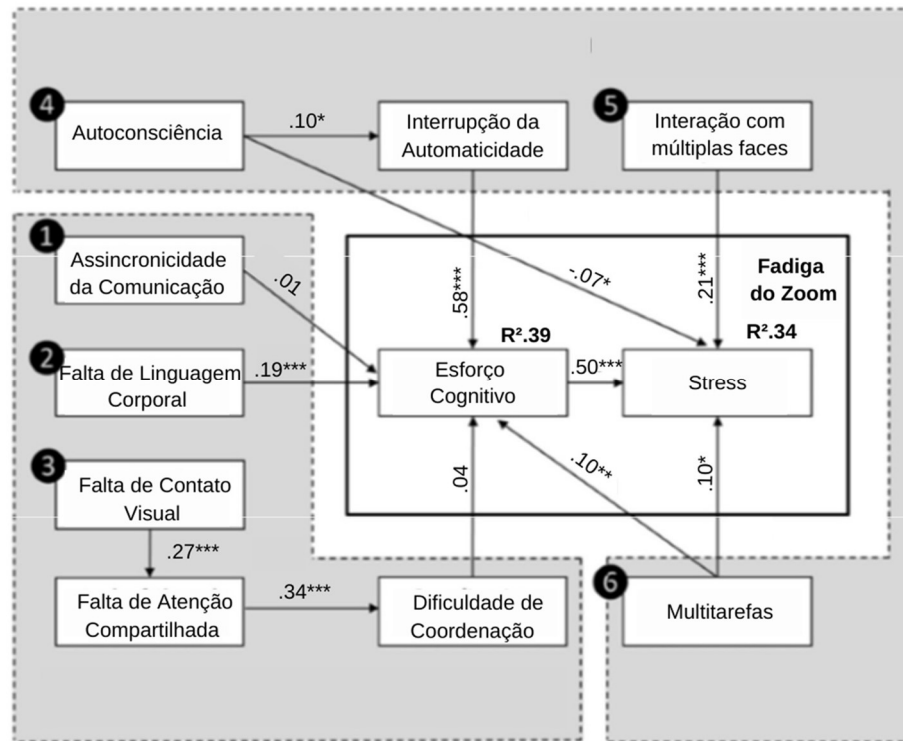 4
Autoconsciência
.10*
Interrupção da
Automaticidade
5
Interação com
múltiplas faces
1
Assincronicidade
da Comunicação
.01
.58***
-.07*
.21***
Fadiga
do Zoom
R².39
R².34
2
Falta de Linguagem
Corporal
.19***
Esforço
Cognitivo
.50***
Stress
3
Falta de Contato
Visual
.27***
.04
.10**
.10*
Falta de Atenção
Compartilhada
.34***
Dificuldade de
Coordenação
6
Multitarefas